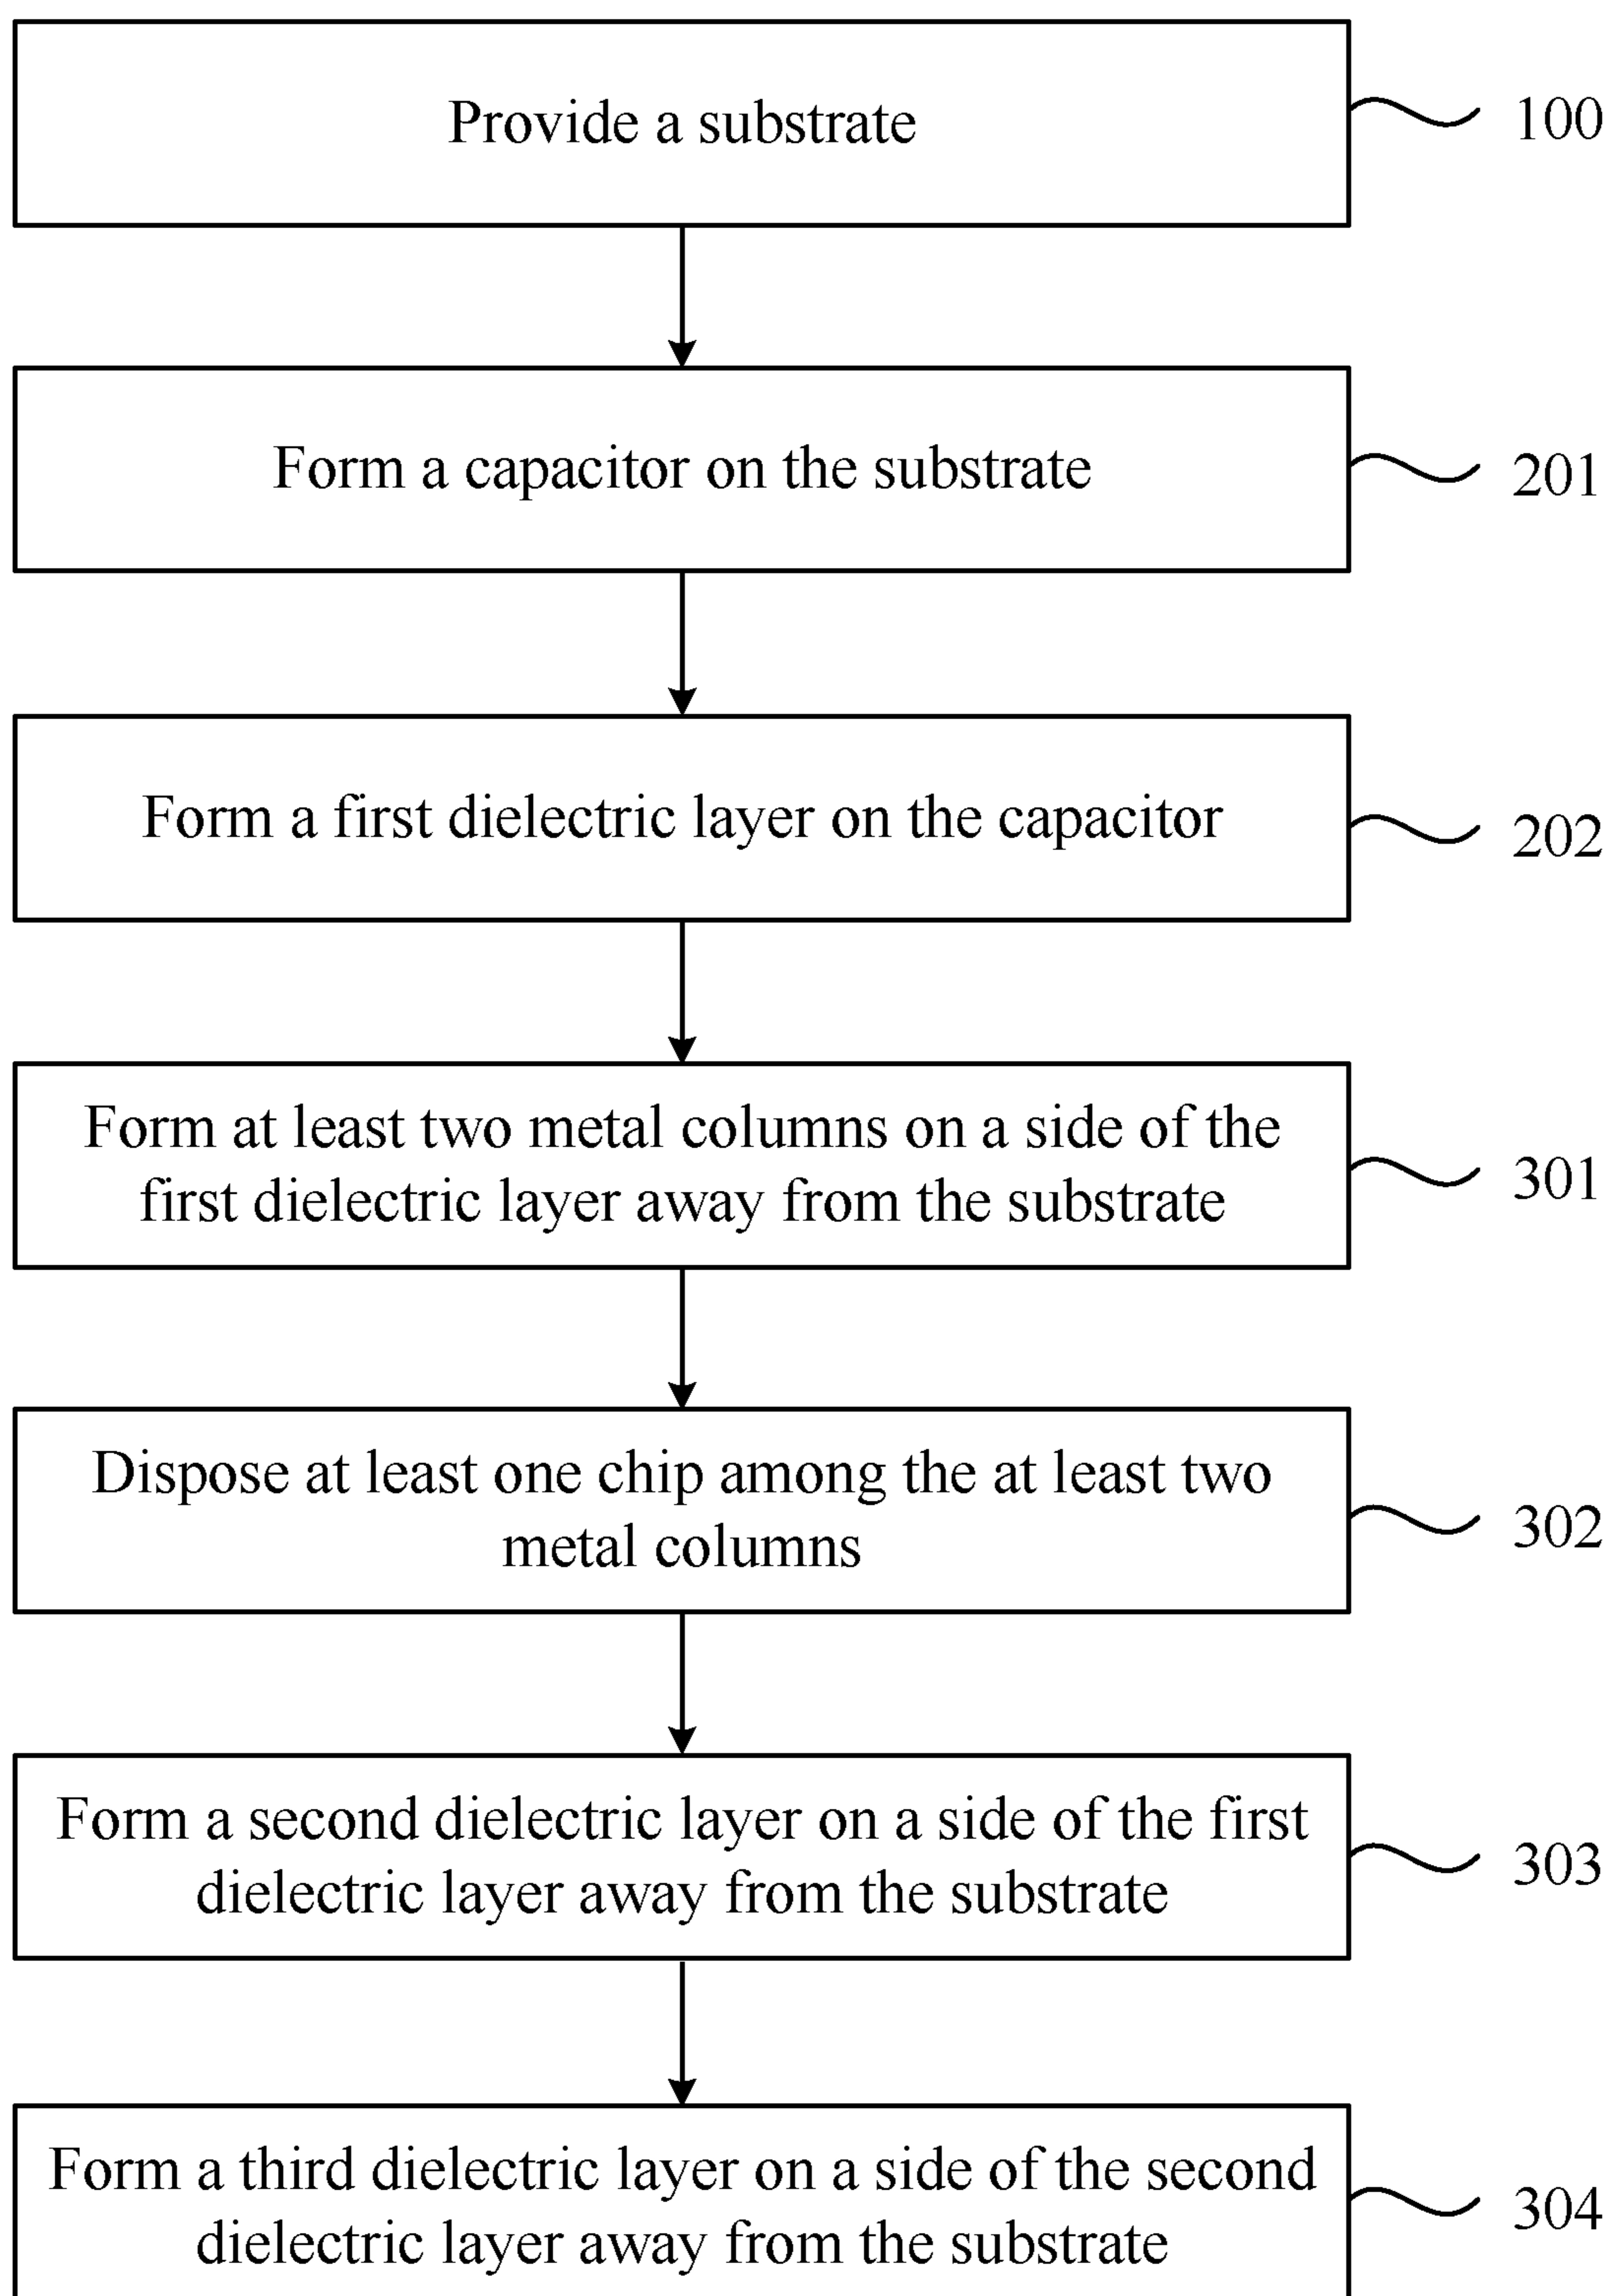 Provide a substrate
100
Form a capacitor on the substrate
201
Form a first dielectric layer on the capacitor
202
Form at least two metal columns on a side of the
first dielectric layer away from the substrate
301
Dispose at least one chip among the at least two
metal columns
302
Form a second dielectric layer on a side of the first
dielectric layer away from the substrate
303
Form a third dielectric layer on a side of the second
dielectric layer away from the substrate
304